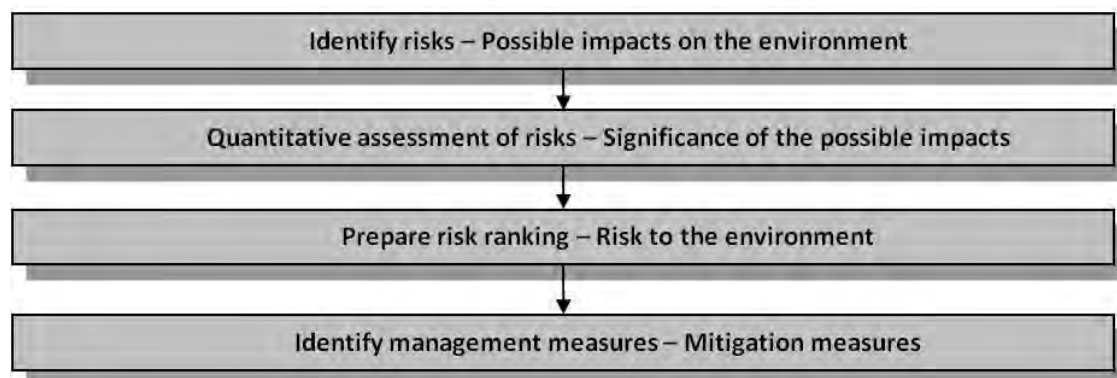 Identify risks – Possible impacts on the environment
Quantitative assessment of risks – Significance of the possible impacts
Prepare risk ranking – Risk to the environment
Identify management measures – Mitigation measures